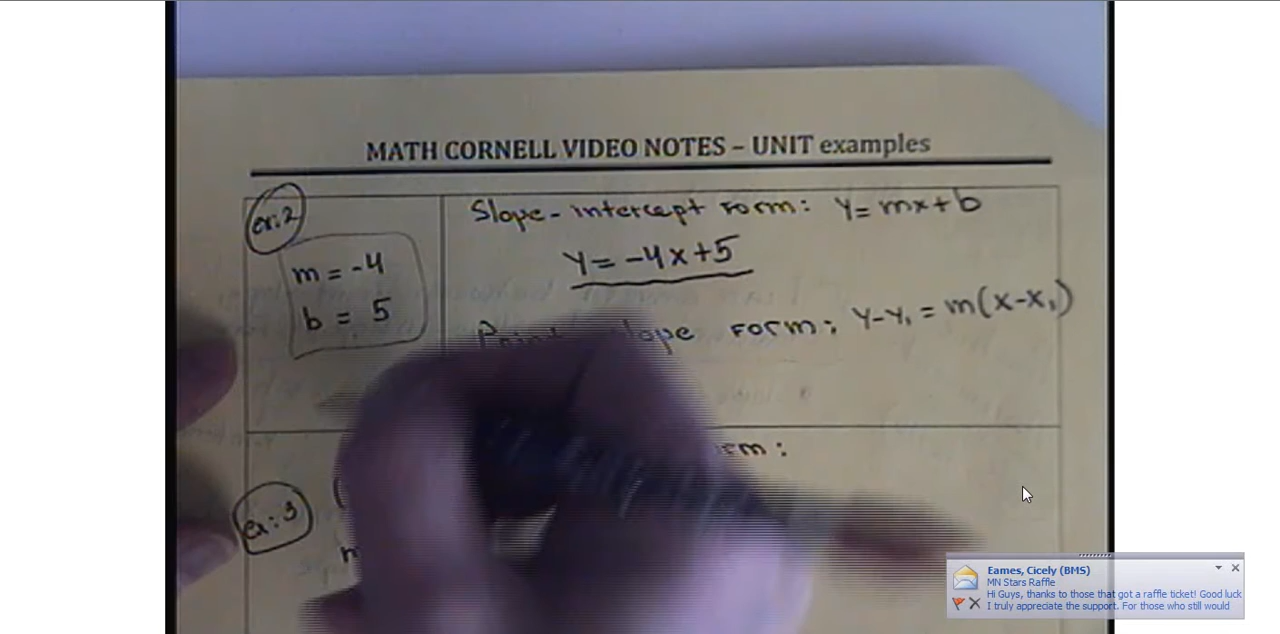 MATH CORNELL VIDEO NOTES – UNIT examples
ex:2
m = -4
b = 5
Slope-intercept form: y = mx+b
y = -4x+5
slope form: y-y₁ = m(x-x₁)
ex:3
Eames, Cicely (BMS)
MN Stars Raffle
Hi Guys, thanks to those that got a raffle ticket! Good luck
I truly appreciate the support. For those who still would